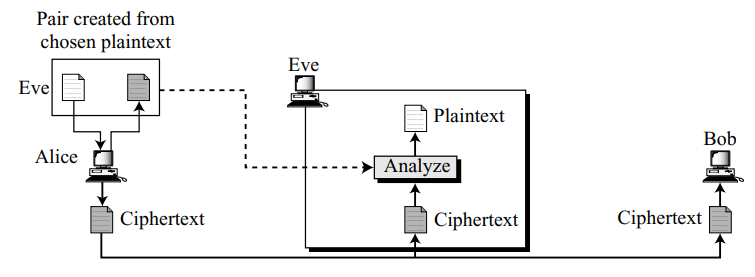 Pair created from
chosen plaintext
Eve
Alice
Ciphertext
Eve
Plaintext
Analyze
Ciphertext
Bob
Ciphertext